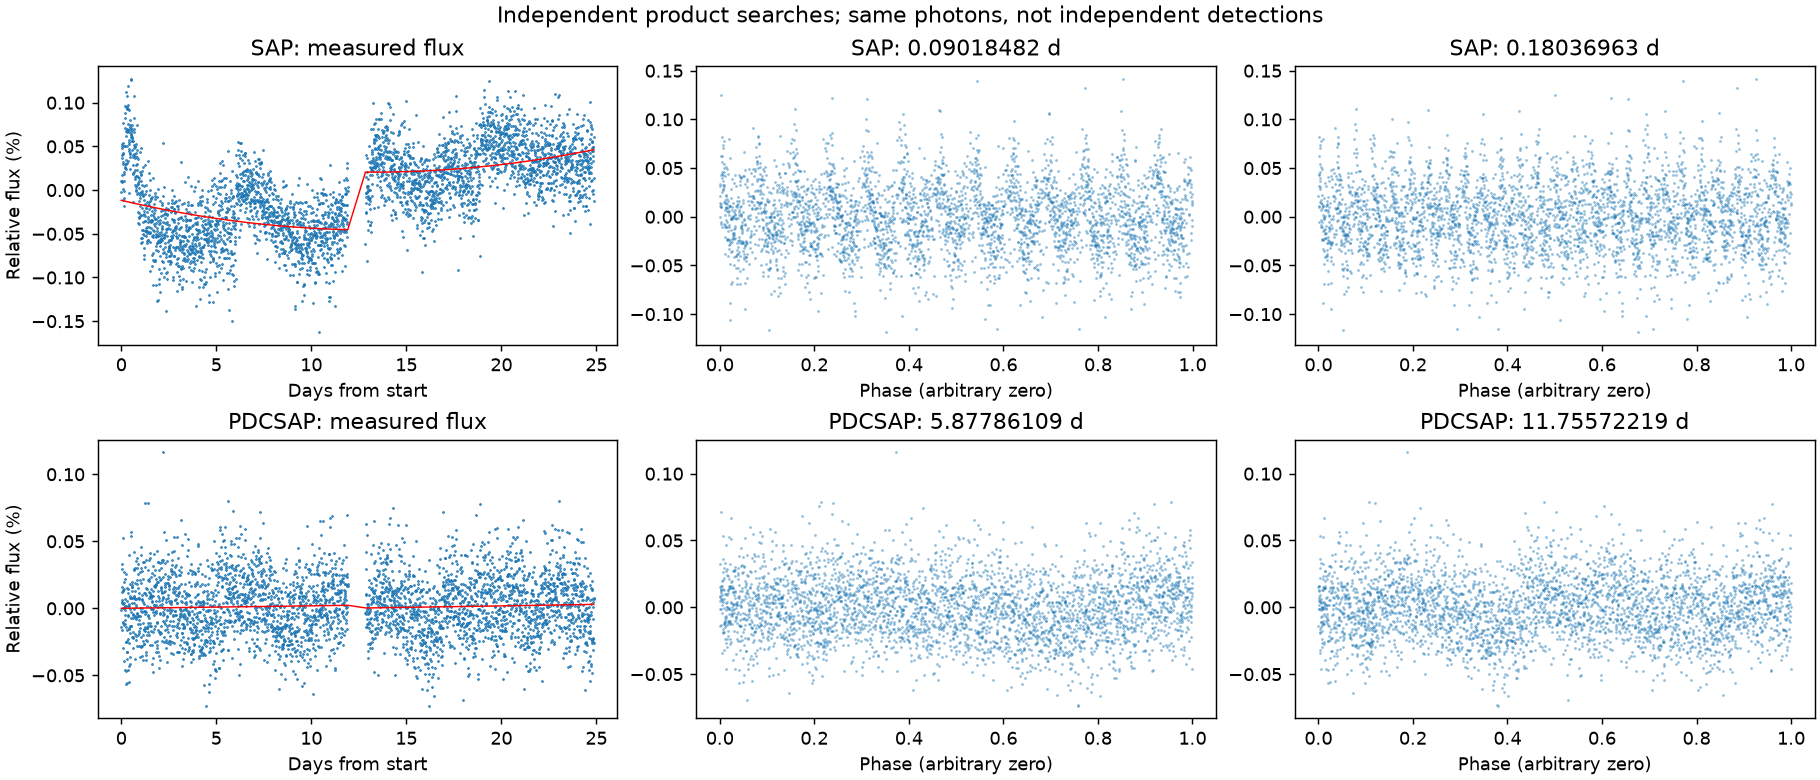 Independent product searches; same photons, not independent detections
SAP: measured flux
SAP: 0.09018482 d
SAP: 0.18036963 d
Relative flux (%)
0.10
0.05
0.00
−0.05
−0.10
−0.15
0 5 10 15 20 25
Days from start
0.15
0.10
0.05
0.00
−0.05
−0.10
0.0 0.2 0.4 0.6 0.8 1.0
Phase (arbitrary zero)
0.15
0.10
0.05
0.00
−0.05
−0.10
0.0 0.2 0.4 0.6 0.8 1.0
Phase (arbitrary zero)
PDCSAP: measured flux
PDCSAP: 5.87786109 d
PDCSAP: 11.75572219 d
Relative flux (%)
0.10
0.05
0.00
−0.05
0 5 10 15 20 25
Days from start
0.10
0.05
0.00
−0.05
0.0 0.2 0.4 0.6 0.8 1.0
Phase (arbitrary zero)
0.10
0.05
0.00
−0.05
0.0 0.2 0.4 0.6 0.8 1.0
Phase (arbitrary zero)